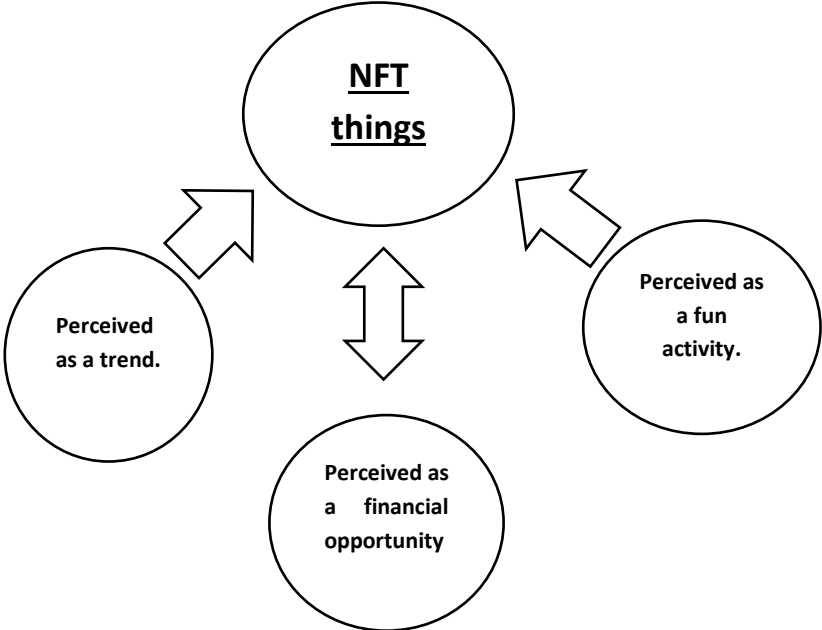 NFT
things
Perceived
as a trend.
Perceived as
a fun
activity.
Perceived as
a financial
opportunity